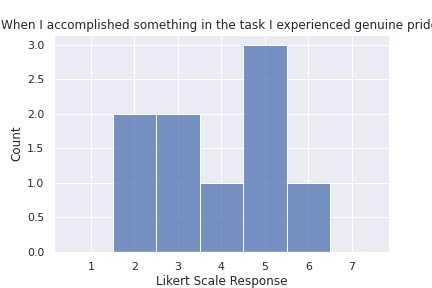 When I accomplished something in the task I experienced genuine prid
3.0
2.5
2.0
1.5
1.0
0.5
0.0
Count
1 2 3 4 5 6 7
Likert Scale Response